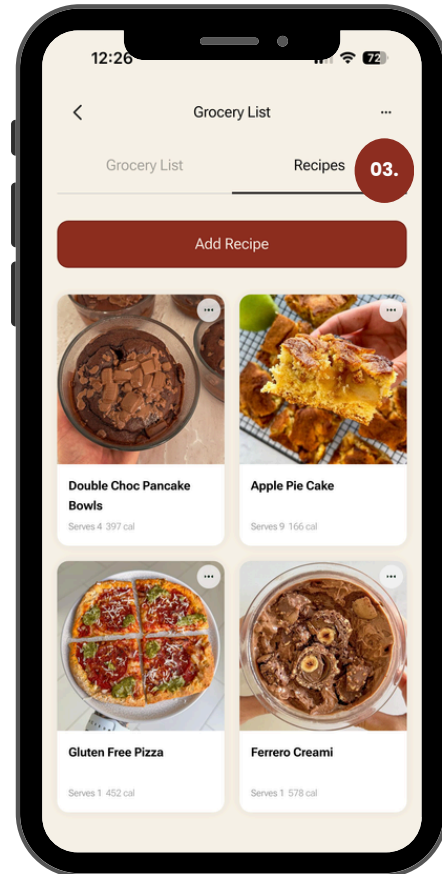 12:26
72
Grocery List
Grocery List
Recipes
03.
Add Recipe
Double Choc Pancake
Bowls
Serves 4 397 cal
Apple Pie Cake
Serves 9 166 cal
Gluten Free Pizza
Serves 1 452 cal
Ferrero Creami
Serves 1 578 cal